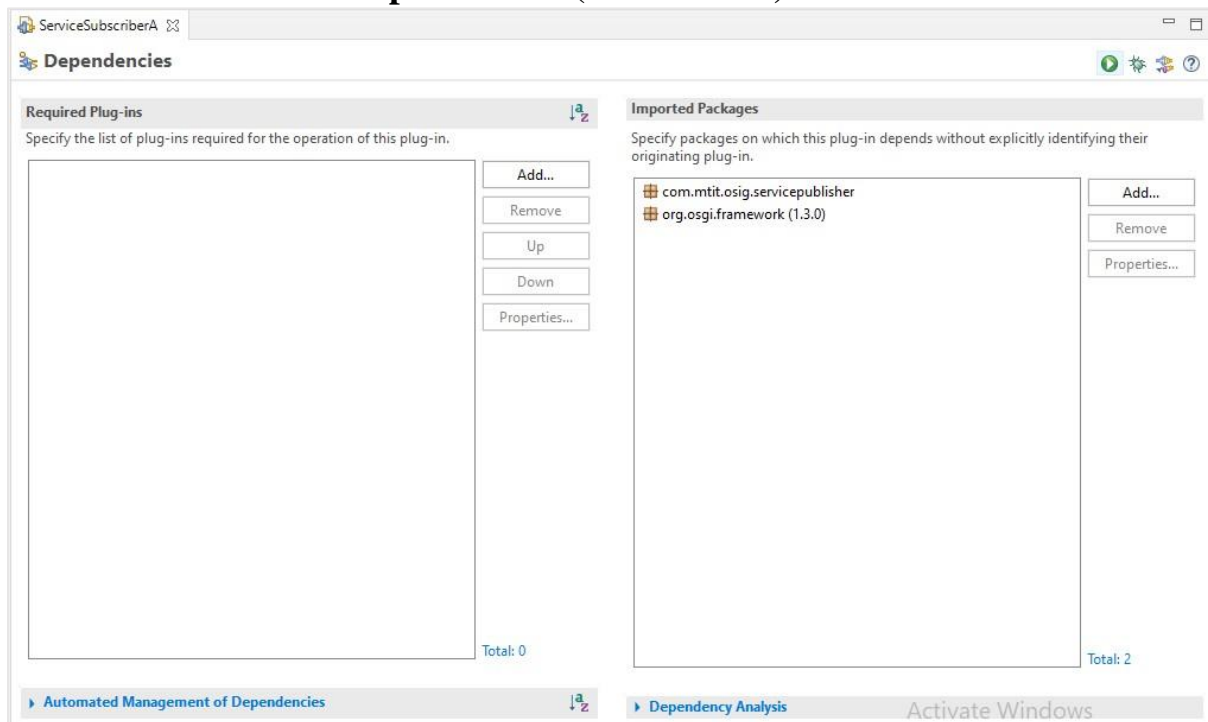 ServiceSubscriberA
Dependencies
Required Plug-ins
Specify the list of plug-ins required for the operation of this plug-in.
Add...
Remove
Up
Down
Properties...
Total: 0
Automated Management of Dependencies
Imported Packages
Specify packages on which this plug-in depends without explicitly identifying their
originating plug-in.
com.mtit.osig.servicepublisher
org.osgi.framework (1.3.0)
Add...
Remove
Properties...
Total: 2
Dependency Analysis
Activate Windows